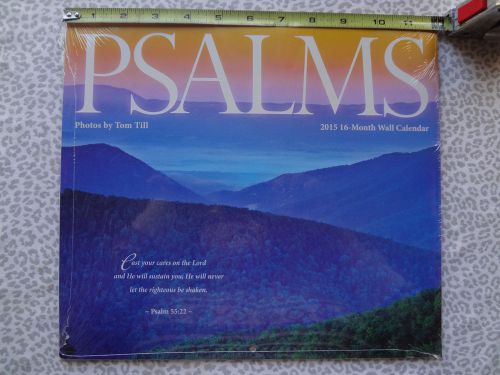 1 2 3 4 5 6 7 8 9 10 11
PSALMS
Photos by Tom Till
2015 16-Month Wall Calendar
Cast your cares on the Lord
and He will sustain you; He will never
let the righteous be shaken.
~ Psalm 55:22 ~